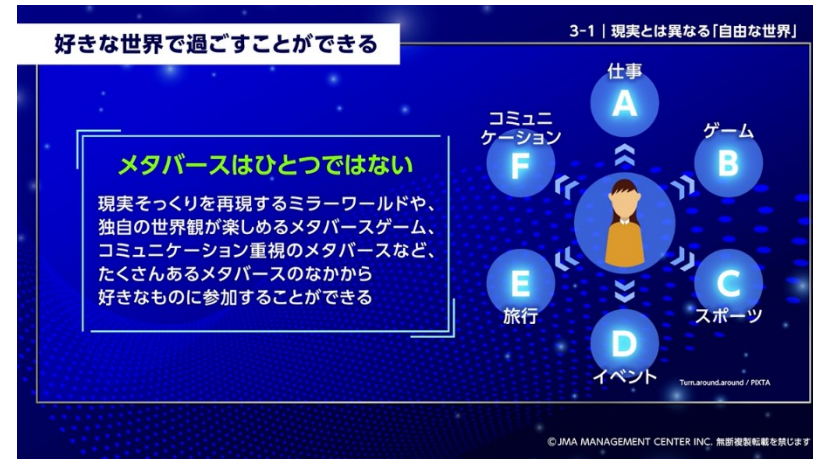 好きな世界で過ごすことができる
3-1｜現実とは異なる「自由な世界」
メタバースはひとつではない
現実そっくりを再現するミラーワールドや、
独自の世界観が楽しめるメタバースゲーム、
コミュニケーション重視のメタバースなど、
たくさんあるメタバースのなかから
好きなものに参加することができる
仕事
A
ゲーム
B
C
スポーツ
D
イベント
E
旅行
コミュニ
ケーション
F
Turn.around.around / PIXTA
© JMA MANAGEMENT CENTER INC. 無断複製転載を禁じます